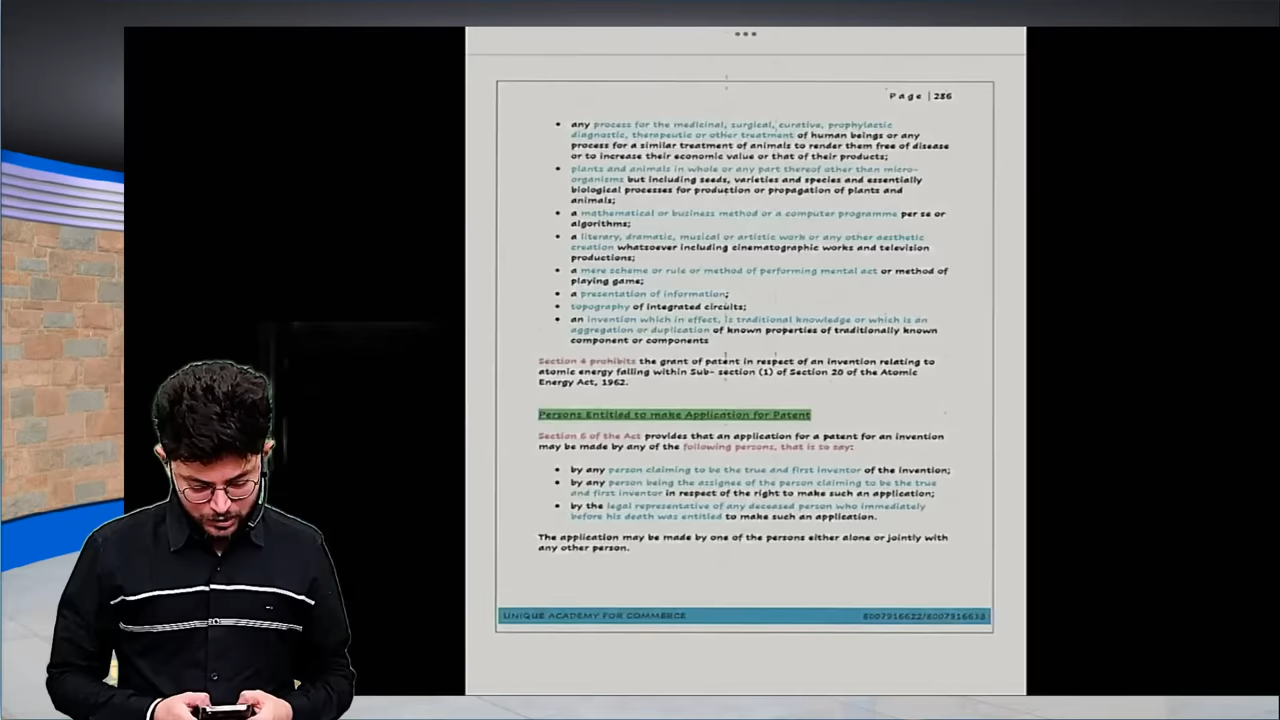 Page | 286
• any process for the medicinal, surgical, curative, prophylactic
diagnostic, therapeutic or other treatment of human beings or any
process for a similar treatment of animals to render them free of disease
or to increase their economic value or that of their products;
• plants and animals in whole or any part thereof other than micro-
organisms but including seeds, varieties and species and essentially
biological processes for production or propagation of plants and
animals;
• a mathematical or business method or a computer programme per se or
algorithms;
• a literary, dramatic, musical or artistic work or any other aesthetic
creation whatsoever including cinematographic works and television
productions;
• a mere scheme or rule or method of performing mental act or method of
playing game;
• a presentation of information;
• topography of integrated circuits;
• an invention which in effect, is traditional knowledge or which is an
aggregation or duplication of known properties of traditionally known
component or components
Section 4 prohibits the grant of patent in respect of an invention relating to
atomic energy falling within Sub- section (1) of Section 20 of the Atomic
Energy Act, 1962.
Persons Entitled to make Application for Patent
Section 6 of the Act provides that an application for a patent for an invention
may be made by any of the following persons, that is to say:
• by any person claiming to be the true and first inventor of the invention;
• by any person being the assignee of the person claiming to be the true
and first inventor in respect of the right to make such an application;
• by the legal representative of any deceased person who immediately
before his death was entitled to make such an application.
The application may be made by one of the persons either alone or jointly with
any other person.
UNIQUE ACADEMY FOR COMMERCE 8007916622/8007916633